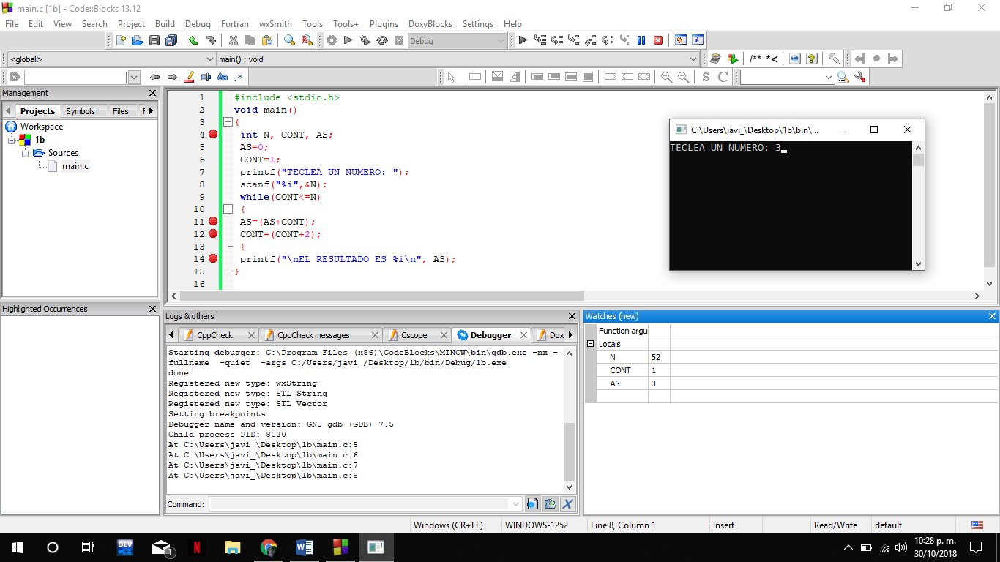 main.c [1b] - Code::Blocks 13.12
File Edit View Search Project Build Debug Fortran wxSmith Tools Tools+ Plugins DoxyBlocks Settings Help
Debug
<global> main() : void
/** *<
Aa .*
S C
Management
Projects Symbols Files F
Workspace
1b
Sources
main.c
1 #include <stdio.h>
2 void main()
3 {
4 int N, CONT, AS;
5 AS=0;
6 CONT=1;
7 printf("TECLEA UN NUMERO: ");
8 scanf("%i",&N);
9 while(CONT<=N)
10 {
11 AS=(AS+CONT);
12 CONT=(CONT+2);
13 }
14 printf("\nEL RESULTADO ES %i\n", AS);
15 }
16
C:\Users\javi_\Desktop\1b\bin\...
TECLEA UN NUMERO: 3
Highlighted Occurrences
Logs & others
CppCheck CppCheck messages Cscope Debugger Dox
Starting debugger: C:\Program Files (x86)\CodeBlocks\MINGW\bin\gdb.exe -nx -
fullname -quiet -args C:/Users/javi_/Desktop/1b/bin/Debug/1b.exe
done
Registered new type: wxString
Registered new type: STL String
Registered new type: STL Vector
Setting breakpoints
Debugger name and version: GNU gdb (GDB) 7.5
Child process PID: 8020
At C:\Users\javi_\Desktop\1b\main.c:5
At C:\Users\javi_\Desktop\1b\main.c:6
At C:\Users\javi_\Desktop\1b\main.c:7
At C:\Users\javi_\Desktop\1b\main.c:8
Command:
Watches (new)
Function argu
Locals
N 52
CONT 1
AS 0
Windows (CR+LF) WINDOWS-1252 Line 8, Column 1 Insert Read/Write default
DEV
1
N
W
10:28 p. m.
30/10/2018